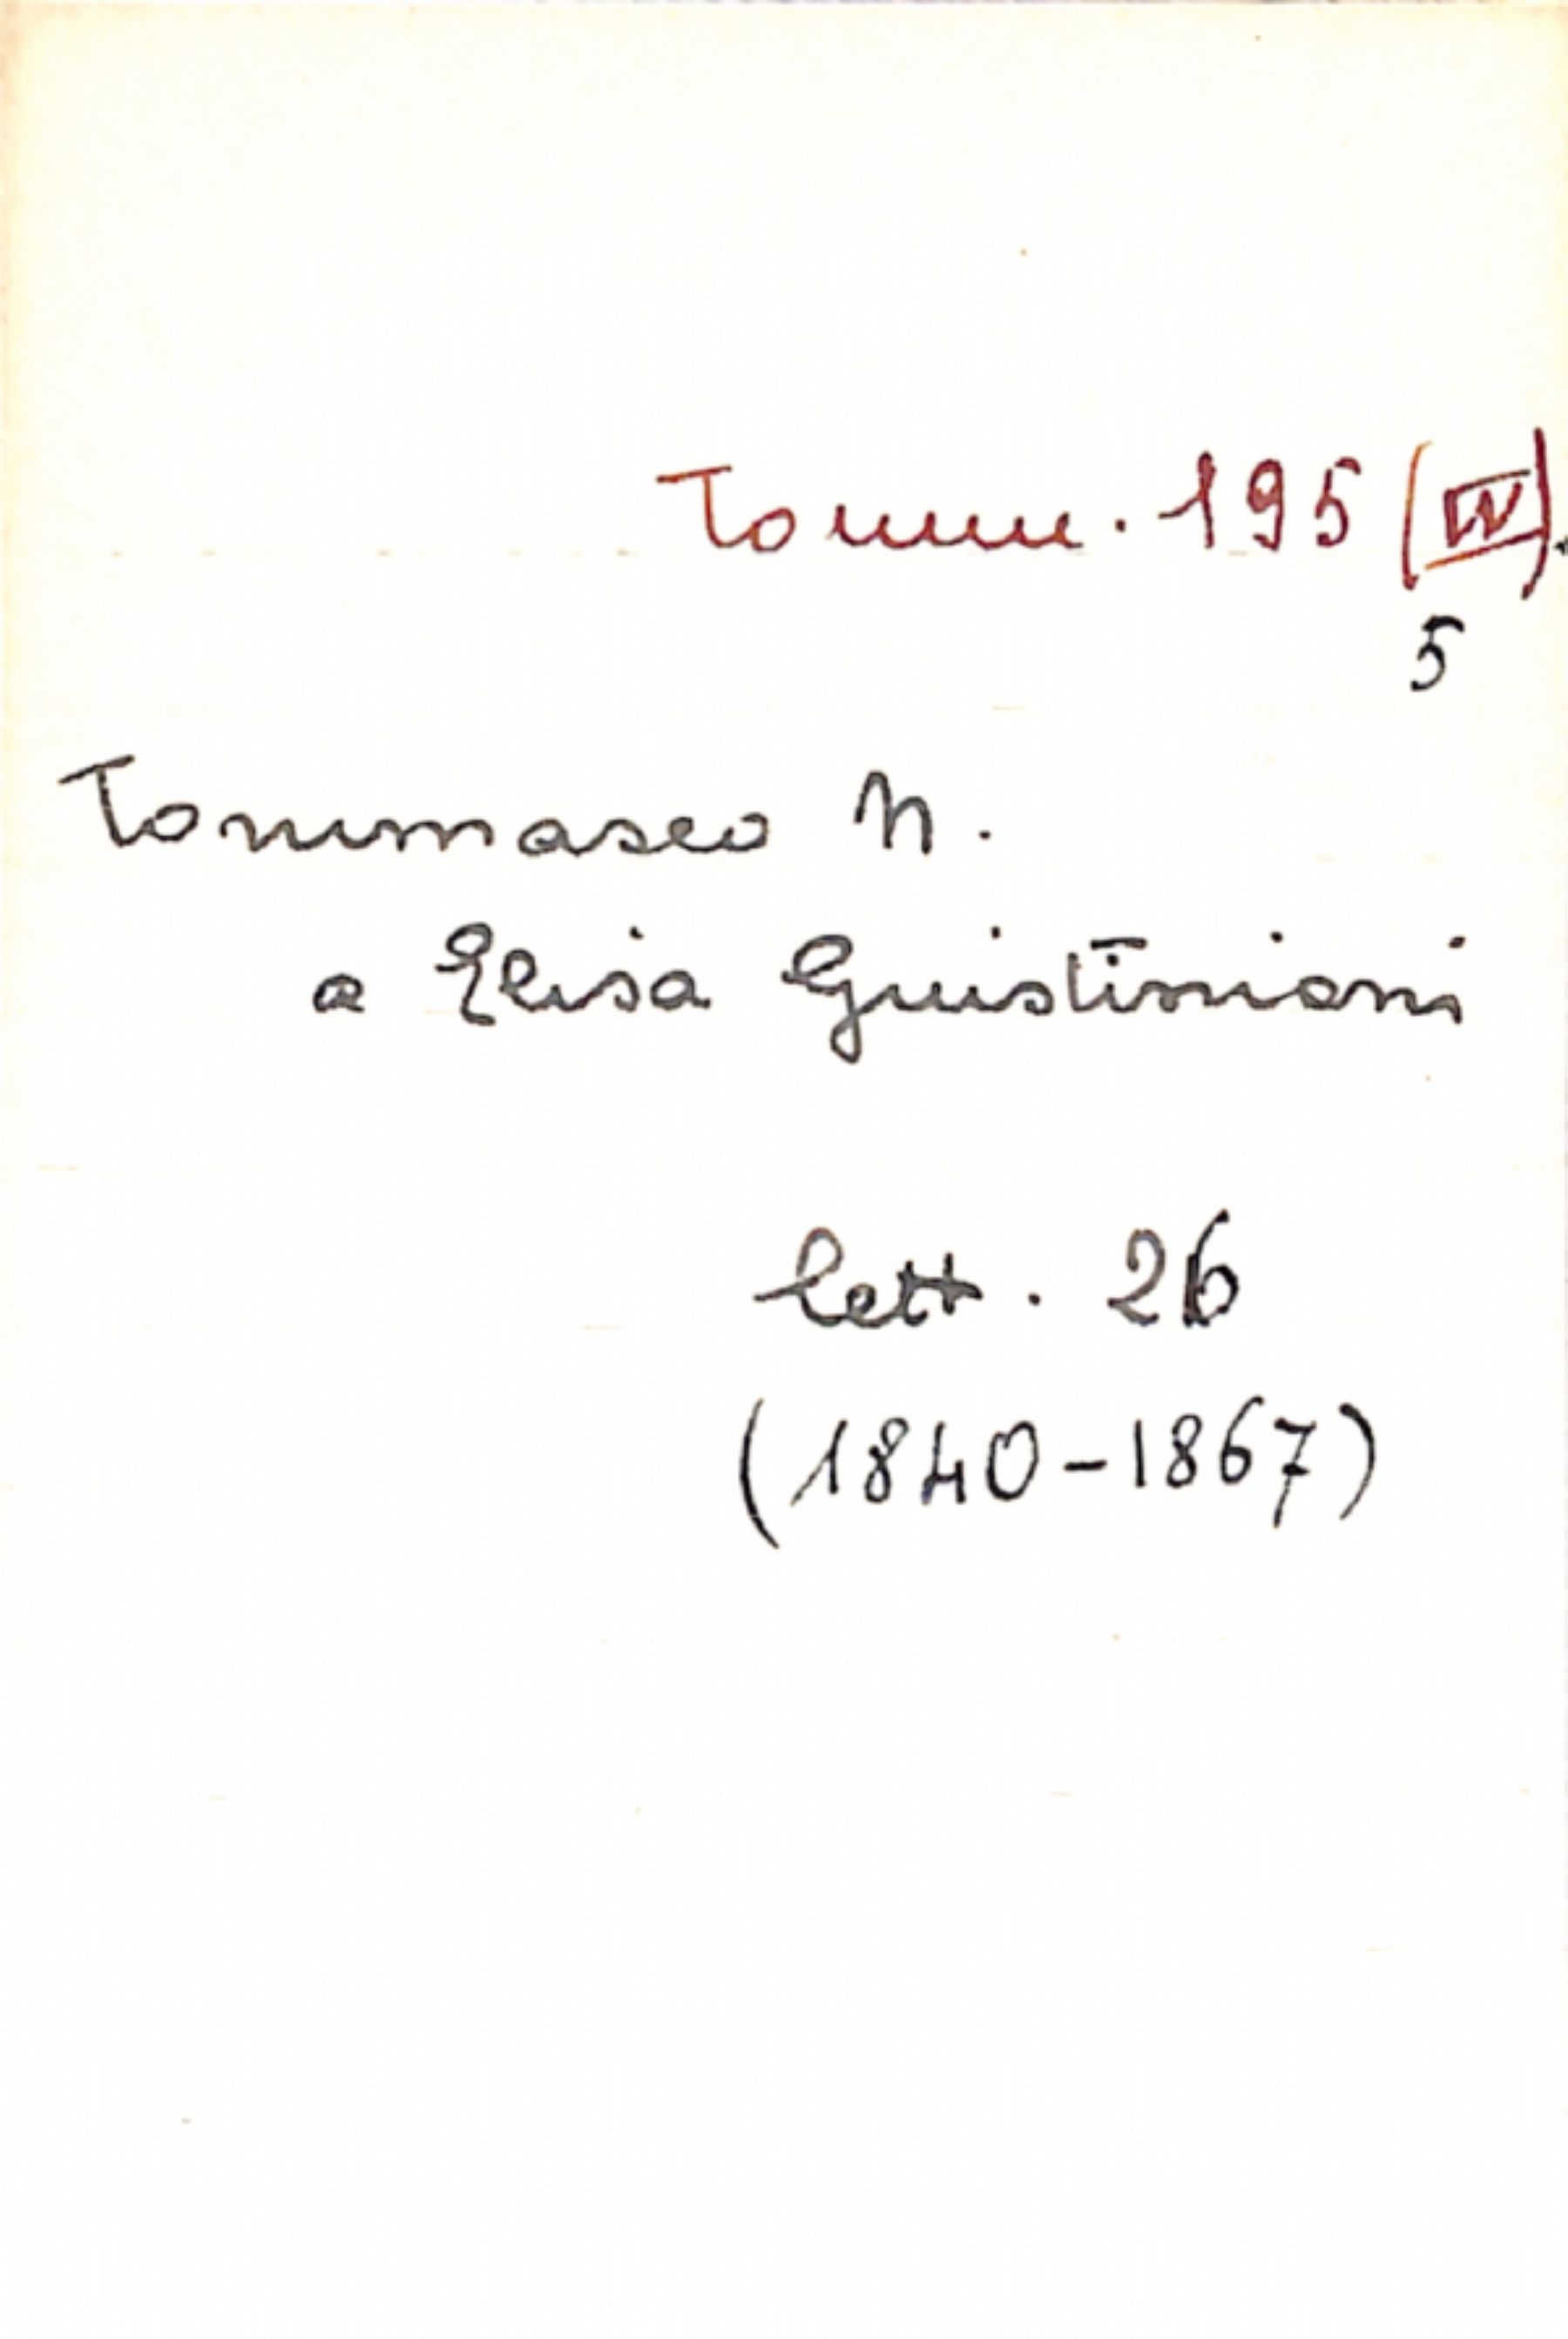 Tomm. 195 (IV).
5
Tommaseo N.
a Elisa Giustiniani
lett. 26
(1840-1867)